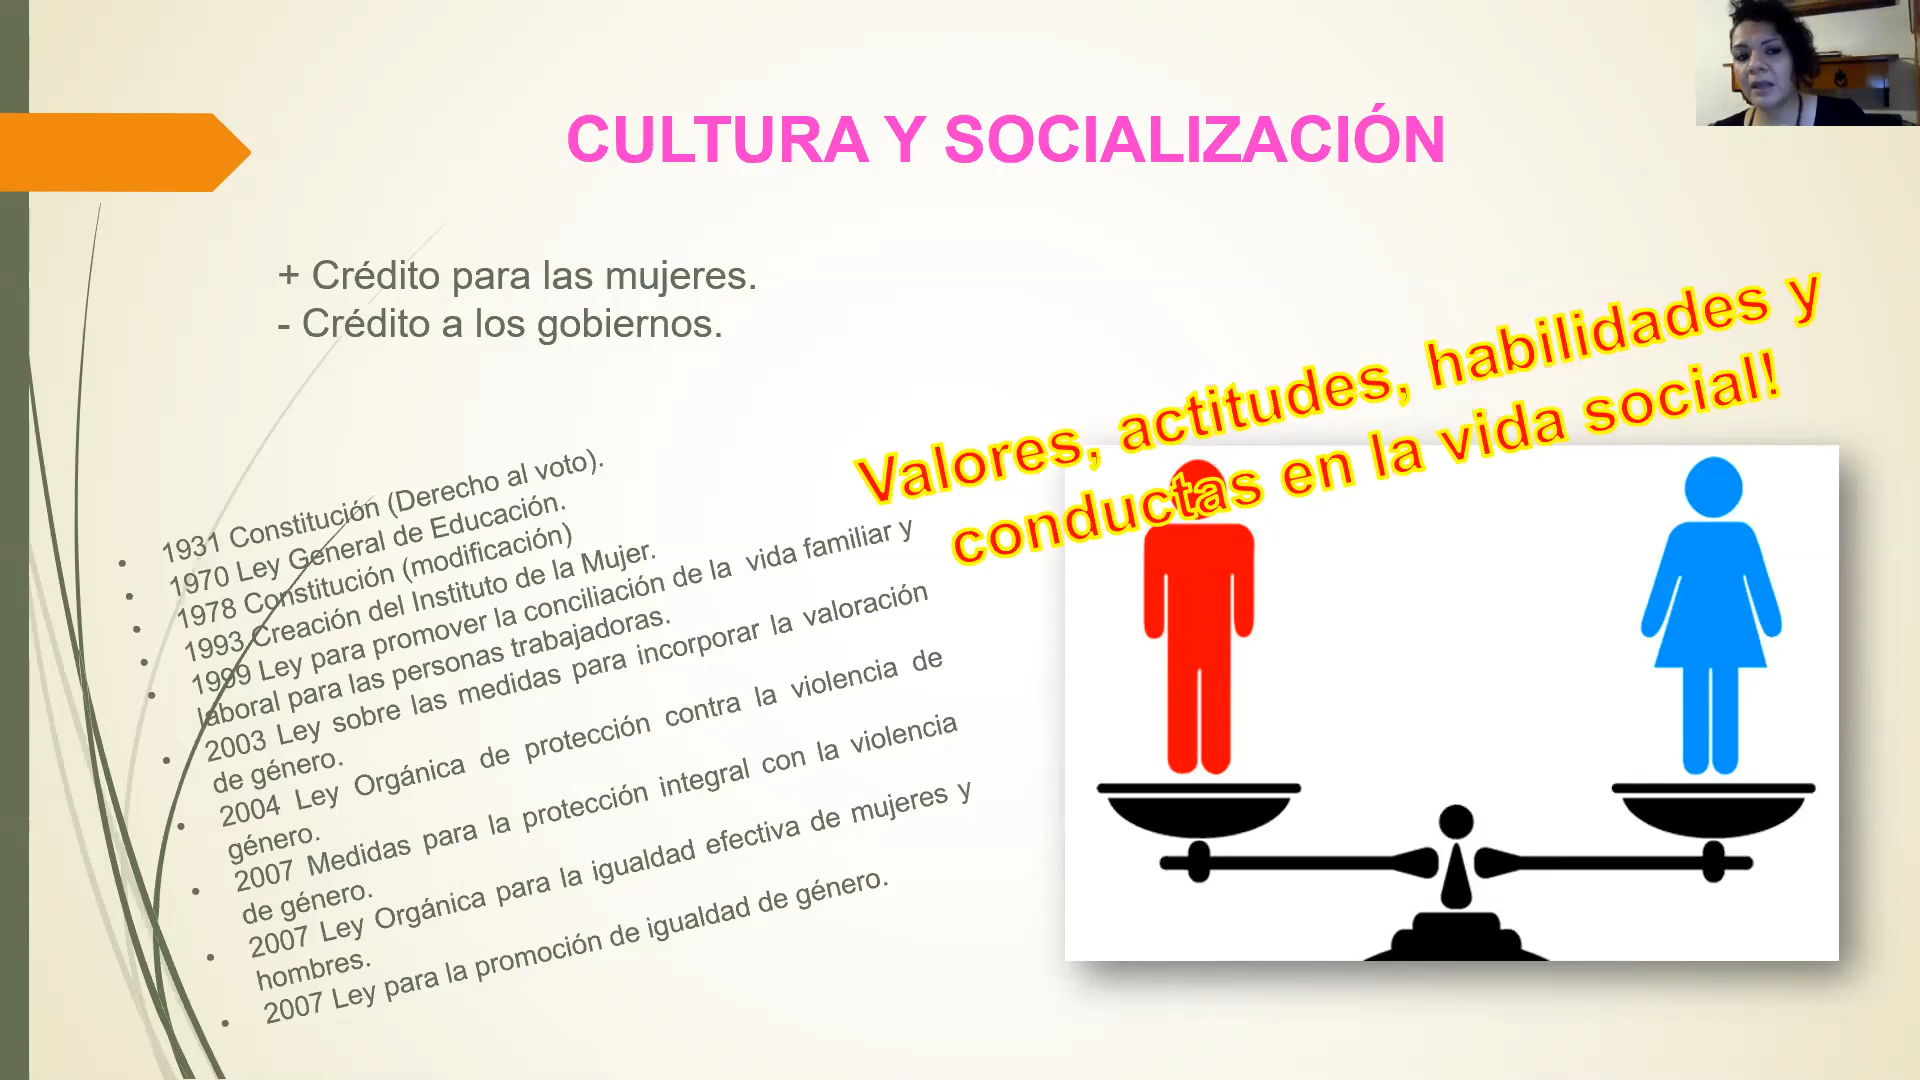 CULTURA Y SOCIALIZACIÓN
+ Crédito para las mujeres.
- Crédito a los gobiernos.
Valores, actitudes, habilidades y
conductas en la vida social!
• 1931 Constitución (Derecho al voto).
• 1970 Ley General de Educación.
• 1978 Constitución (modificación)
• 1993 Creación del Instituto de la Mujer.
• 1999 Ley para promover la conciliación de la vida familiar y
laboral para las personas trabajadoras.
• 2003 Ley sobre las medidas para incorporar la valoración
de género.
• 2004 Ley Orgánica de protección contra la violencia de
género.
• 2007 Medidas para la protección integral con la violencia
de género.
• 2007 Ley Orgánica para la igualdad efectiva de mujeres y
hombres.
• 2007 Ley para la promoción de igualdad de género.